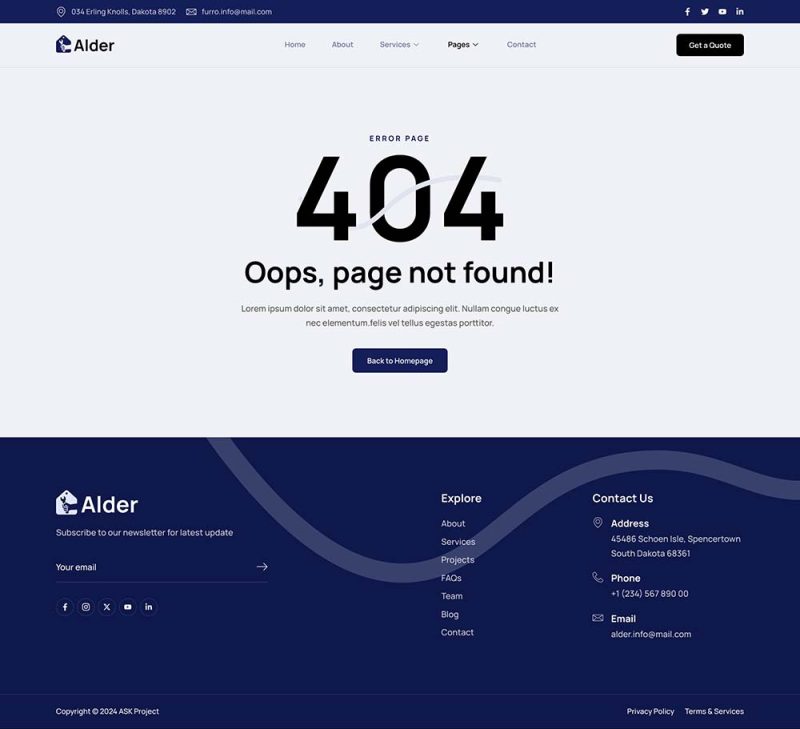 034 Erling Knolls, Dakota 8902
furro.info@mail.com
Alder
Home
About
Services
Pages
Contact
Get a Quote
ERROR PAGE
404
Oops, page not found!
Lorem ipsum dolor sit amet, consectetur adipiscing elit. Nullam congue luctus ex
nec elementum.felis vel tellus egestas porttitor.
Back to Homepage
Alder
Subscribe to our newsletter for latest update
Your email
Explore
About
Services
Projects
FAQs
Team
Blog
Contact
Contact Us
Address
45486 Schoen Isle, Spencertown
South Dakota 68361
Phone
+1 (234) 567 890 00
Email
alder.info@mail.com
Copyright © 2024 ASK Project
Privacy Policy
Terms & Services